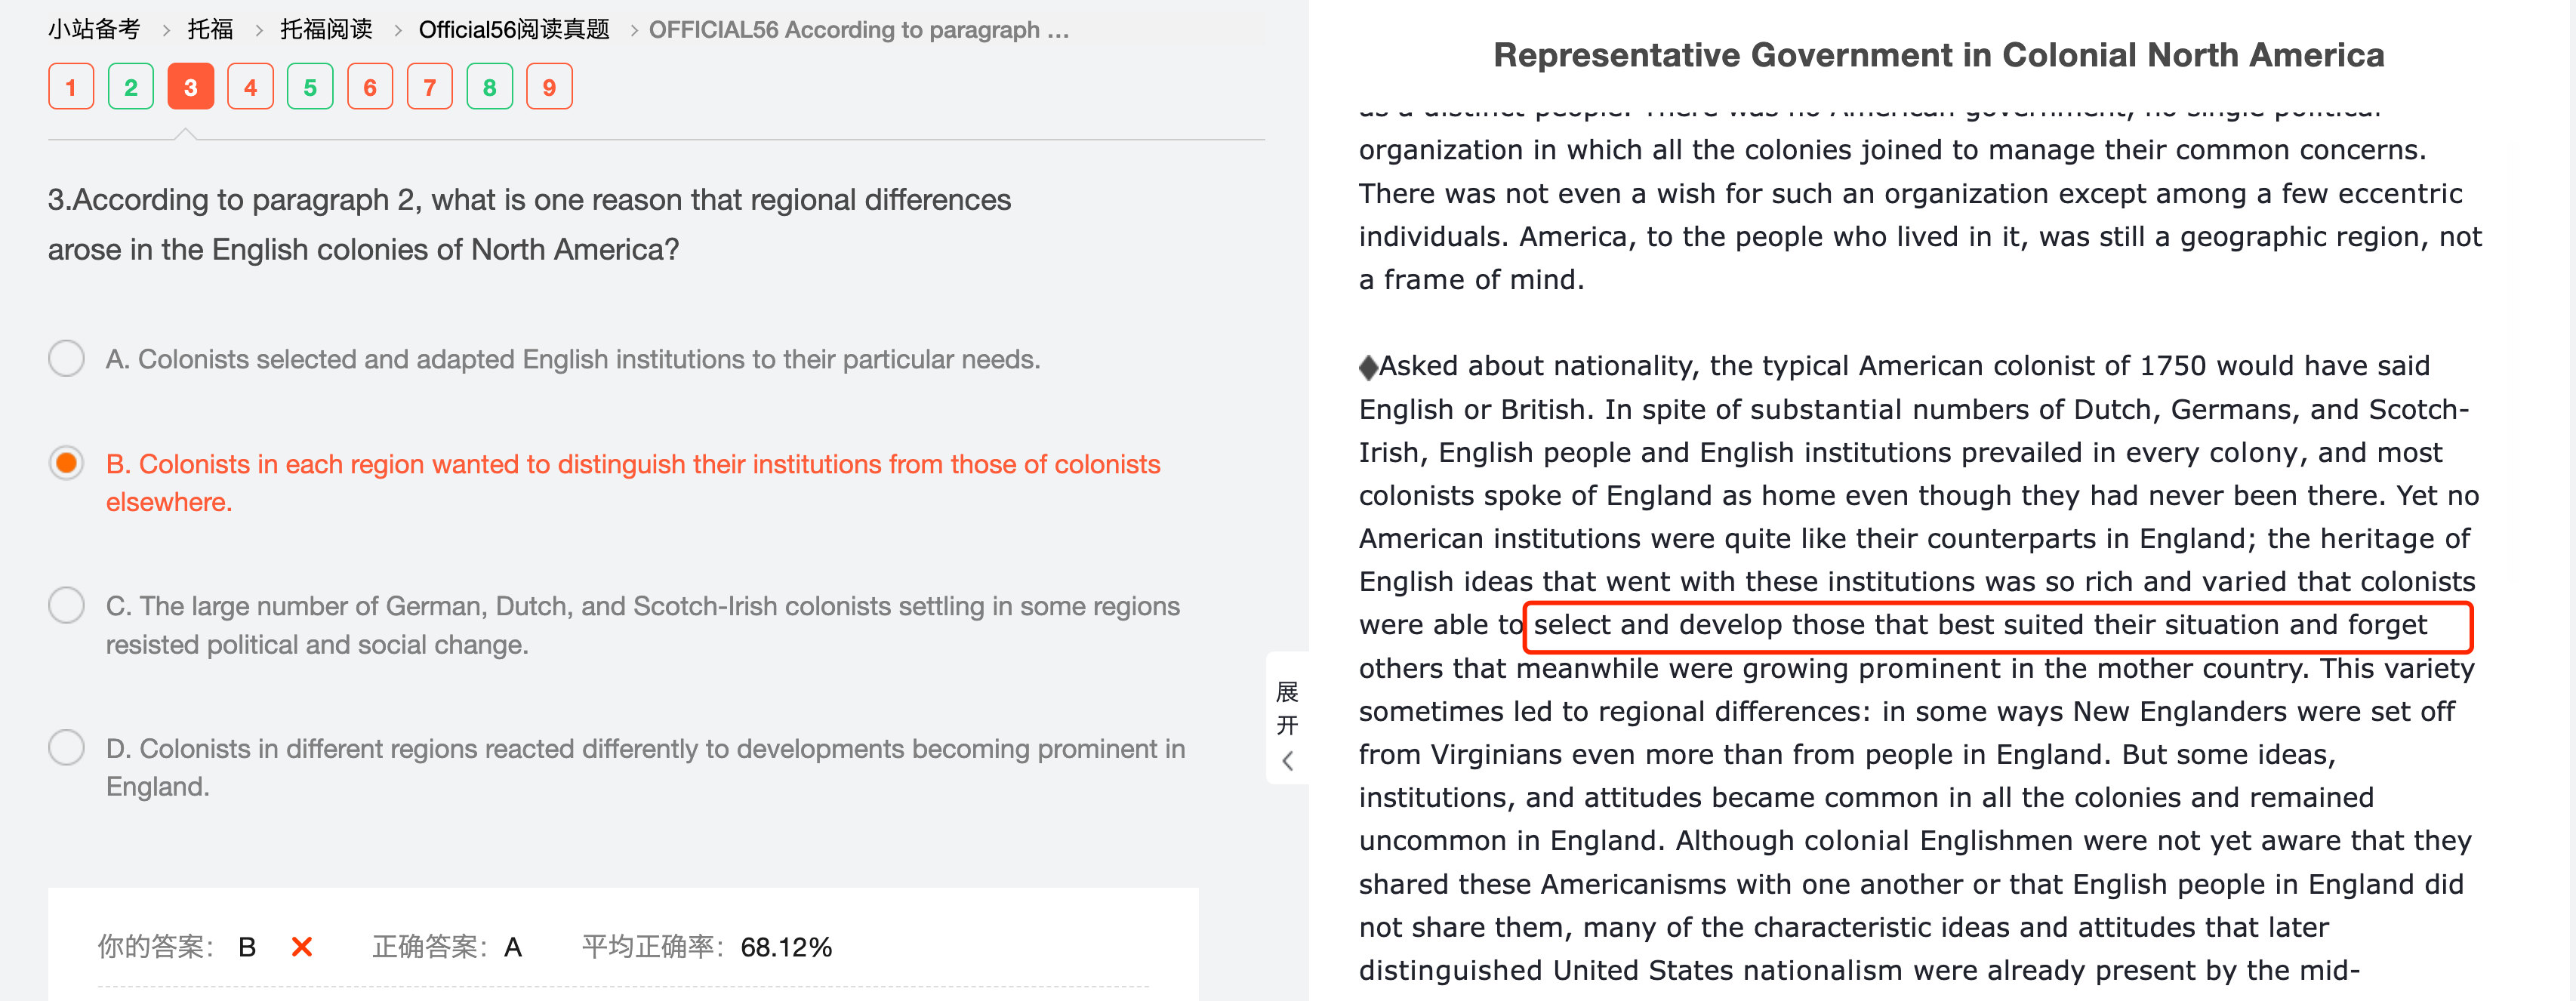 小站备考 > 托福 > 托福阅读 > Official56阅读真题 > OFFICIAL56 According to paragraph ...
1 2 3 4 5 6 7 8 9
3.According to paragraph 2, what is one reason that regional differences
arose in the English colonies of North America?
A. Colonists selected and adapted English institutions to their particular needs.
B. Colonists in each region wanted to distinguish their institutions from those of colonists
elsewhere.
C. The large number of German, Dutch, and Scotch-Irish colonists settling in some regions
resisted political and social change.
D. Colonists in different regions reacted differently to developments becoming prominent in
England.
你的答案： B ✕ 正确答案： A 平均正确率： 68.12%
展
开
Representative Government in Colonial North America
as a distinct people. There was no American government, no single political
organization in which all the colonies joined to manage their common concerns.
There was not even a wish for such an organization except among a few eccentric
individuals. America, to the people who lived in it, was still a geographic region, not
a frame of mind.
◆Asked about nationality, the typical American colonist of 1750 would have said
English or British. In spite of substantial numbers of Dutch, Germans, and Scotch-
Irish, English people and English institutions prevailed in every colony, and most
colonists spoke of England as home even though they had never been there. Yet no
American institutions were quite like their counterparts in England; the heritage of
English ideas that went with these institutions was so rich and varied that colonists
were able to select and develop those that best suited their situation and forget
others that meanwhile were growing prominent in the mother country. This variety
sometimes led to regional differences: in some ways New Englanders were set off
from Virginians even more than from people in England. But some ideas,
institutions, and attitudes became common in all the colonies and remained
uncommon in England. Although colonial Englishmen were not yet aware that they
shared these Americanisms with one another or that English people in England did
not share them, many of the characteristic ideas and attitudes that later
distinguished United States nationalism were already present by the mid-